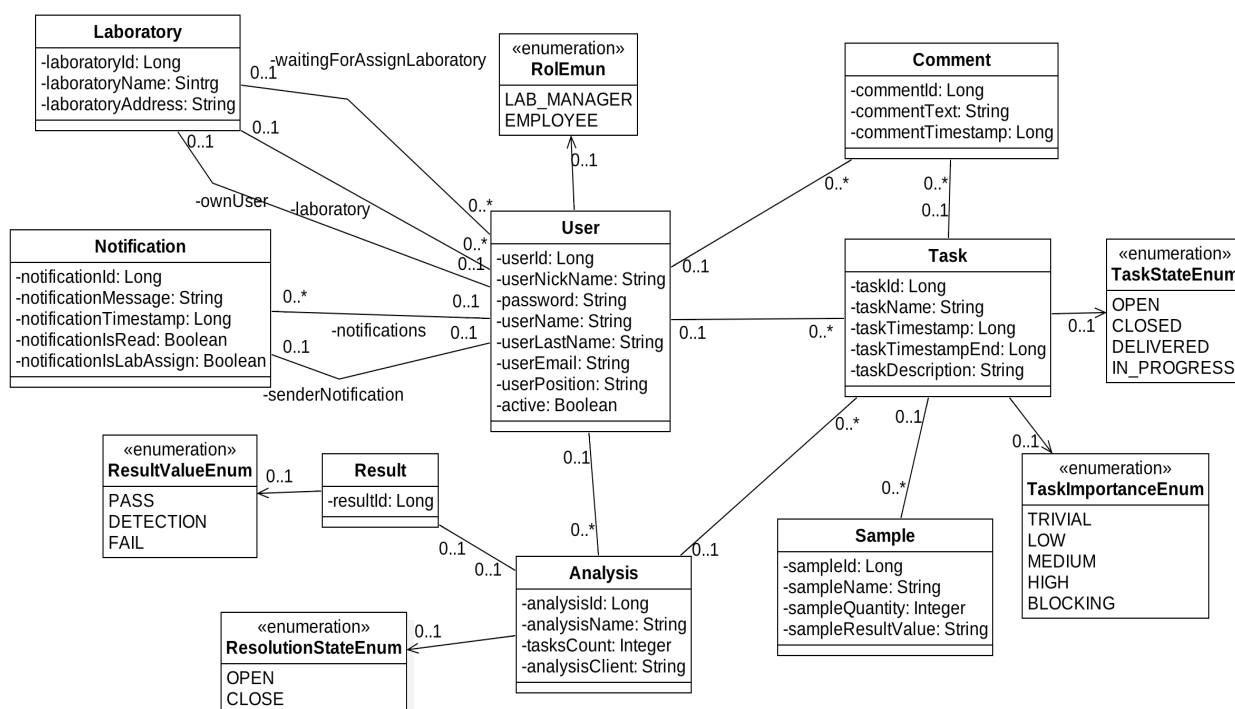 Laboratory
-laboratoryId: Long
-laboratoryName: Sintrg
-laboratoryAddress: String
0..1
-waitingForAssignLaboratory
0..1
0..1
-ownUser
-laboratory
0..*
0..*
0..1
«enumeration»
RolEmun
LAB_MANAGER
EMPLOYEE
0..1
Comment
-commentId: Long
-commentText: String
-commentTimestamp: Long
0..*
0..*
0..1
0..1
Notification
-notificationId: Long
-notificationMessage: String
-notificationTimestamp: Long
-notificationIsRead: Boolean
-notificationIsLabAssign: Boolean
0..*
0..1
-notifications
0..1
0..1
-senderNotification
User
-userId: Long
-userNickName: String
-password: String
-userName: String
-userLastName: String
-userEmail: String
-userPosition: String
-active: Boolean
0..1
0..*
Task
-taskId: Long
-taskName: String
-taskTimestamp: Long
-taskTimestampEnd: Long
-taskDescription: String
0..1
«enumeration»
TaskStateEnum
OPEN
CLOSED
DELIVERED
IN_PROGRESS
0..*
0..1
0..1
0..*
0..1
0..1
0..*
«enumeration»
ResultValueEnum
PASS
DETECTION
FAIL
0..1
Result
-resultId: Long
0..1
0..1
Analysis
-analysisId: Long
-analysisName: String
-tasksCount: Integer
-analysisClient: String
0..1
«enumeration»
ResolutionStateEnum
OPEN
CLOSE
Sample
-sampleId: Long
-sampleName: String
-sampleQuantity: Integer
-sampleResultValue: String
«enumeration»
TaskImportanceEnum
TRIVIAL
LOW
MEDIUM
HIGH
BLOCKING